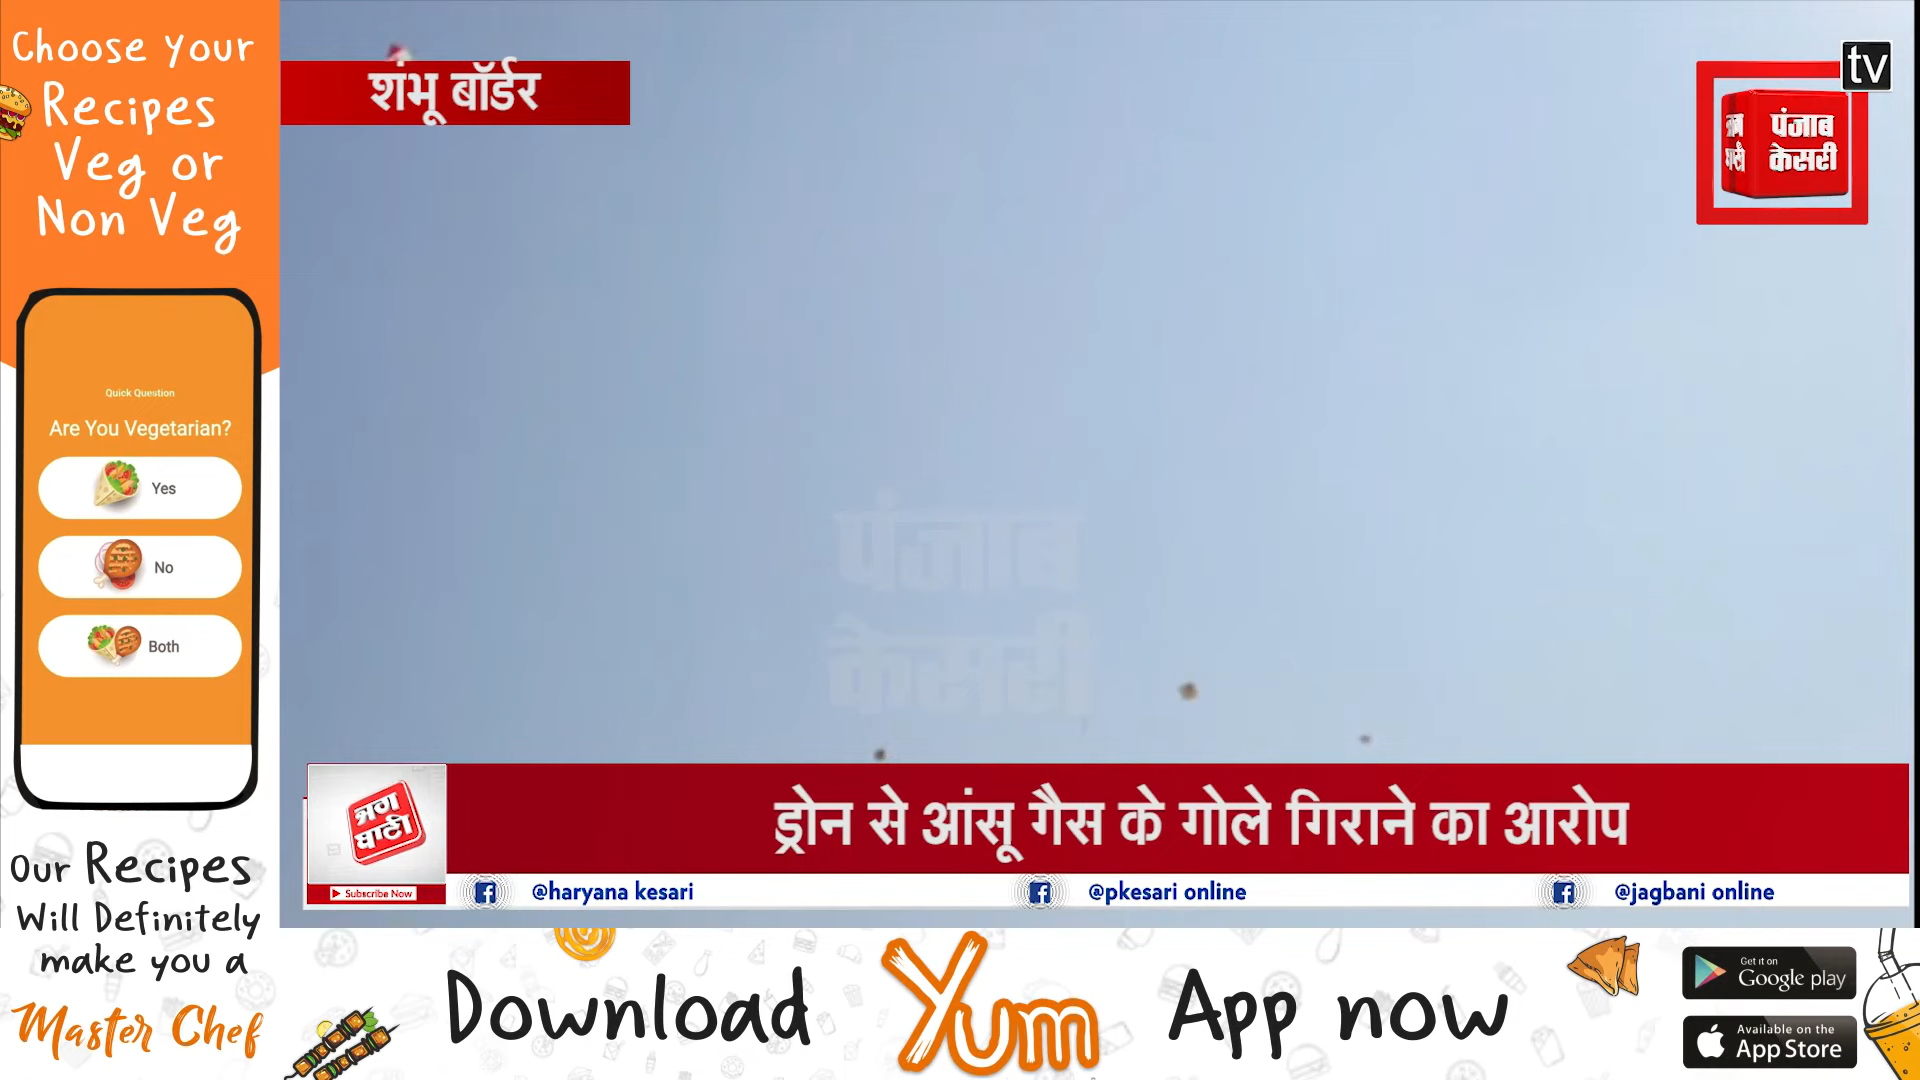 Choose Your
Recipes
Veg or
Non Veg
Quick Question
Are You Vegetarian?
Yes
No
Both
Our Recipes
Will Definitely
make you a
Master Chef
शंभू बॉर्डर
tv
पंजाब
केसरी
पंजाब
केसरी
ड्रोन से आंसू गैस के गोले गिराने का आरोप
ਜਗ
ਬਾਣੀ
Subscribe Now
@haryana kesari
@pkesari online
@jagbani online
Download Yum App now
Get it on
Google play
Available on the
App Store